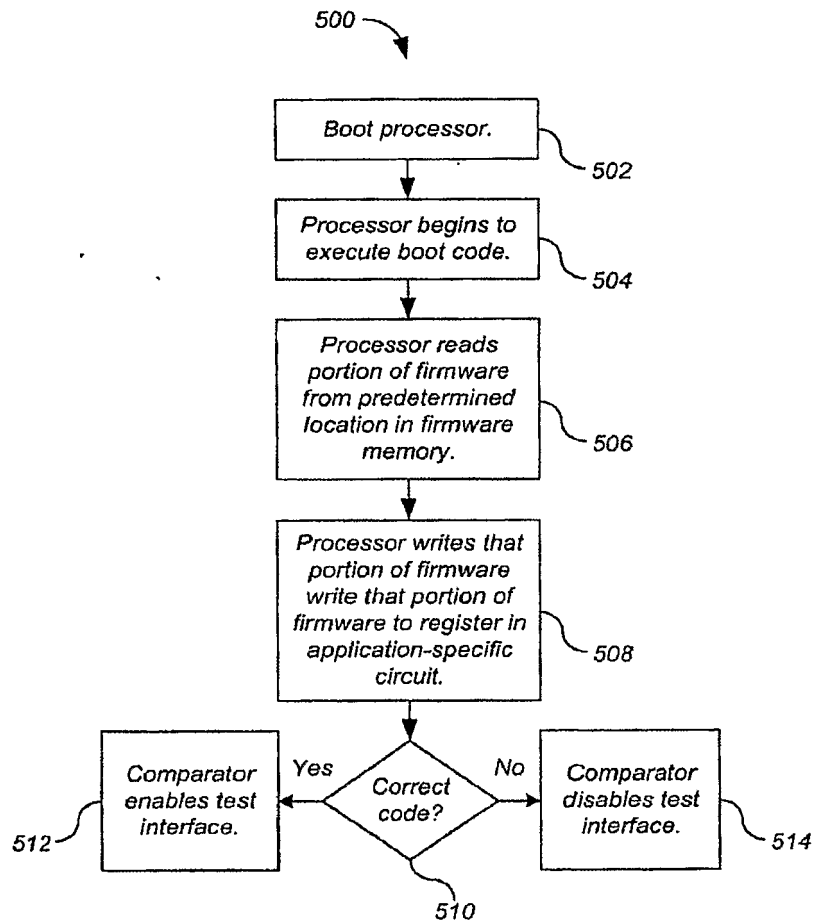 500
Boot processor.
502
Processor begins to
execute boot code.
504
Processor reads
portion of firmware
from predetermined
location in firmware
memory.
506
Processor writes that
portion of firmware
write that portion of
firmware to register in
application-specific
circuit.
508
Yes
No
Comparator
enables test
interface.
512
Correct
code?
510
Comparator
disables test
interface.
514